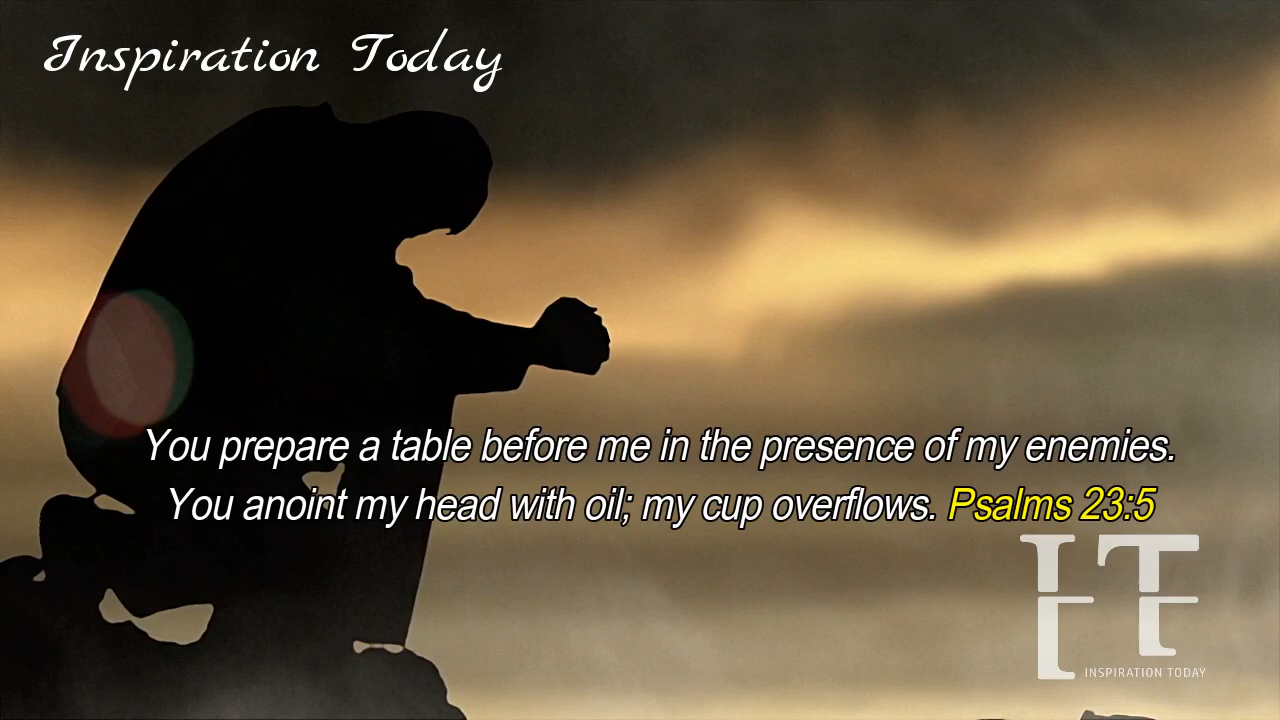 Inspiration Today
You prepare a table before me in the presence of my enemies.
You anoint my head with oil; my cup overflows. Psalms 23:5
IT
INSPIRATION TODAY